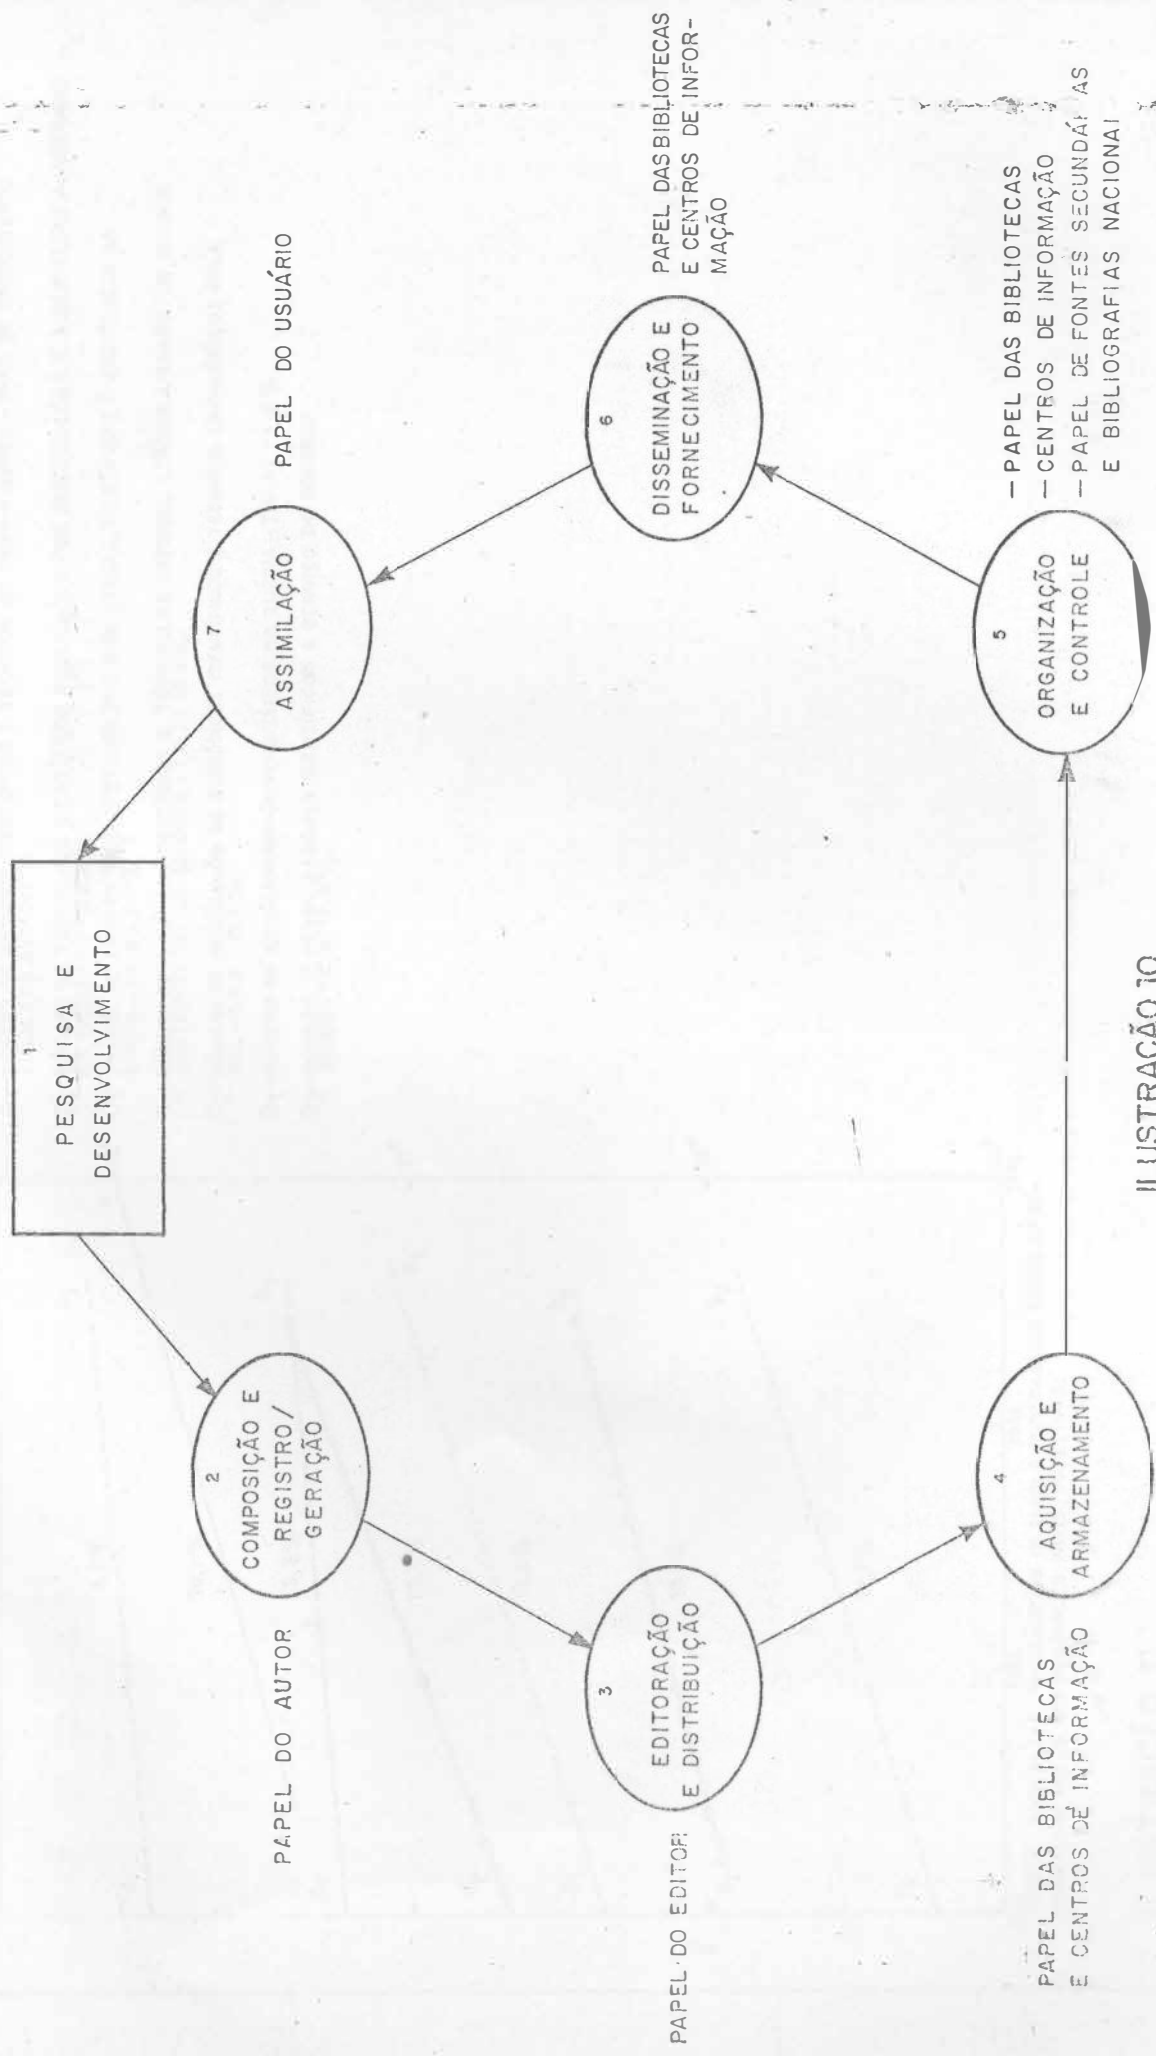 1
PESQUISA E
DESENVOLVIMENTO
2
COMPOSIÇÃO E
REGISTRO/
GERAÇÃO
PAPEL DO AUTOR
3
EDITORAÇÃO
E DISTRIBUIÇÃO
PAPEL DO EDITOR
4
AQUISIÇÃO E
ARMAZENAMENTO
PAPEL DAS BIBLIOTECAS
E CENTROS DE INFORMAÇÃO
5
ORGANIZAÇÃO
E CONTROLE
— PAPEL DAS BIBLIOTECAS
— CENTROS DE INFORMAÇÃO
— PAPEL DE FONTES SECUNDÁRIAS
E BIBLIOGRAFIAS NACIONAI
6
DISSEMINAÇÃO E
FORNECIMENTO
PAPEL DAS BIBLIOTECAS
E CENTROS DE INFOR-
MAÇÃO
7
ASSIMILAÇÃO
PAPEL DO USUÁRIO
ILUSTRAÇÃO 10